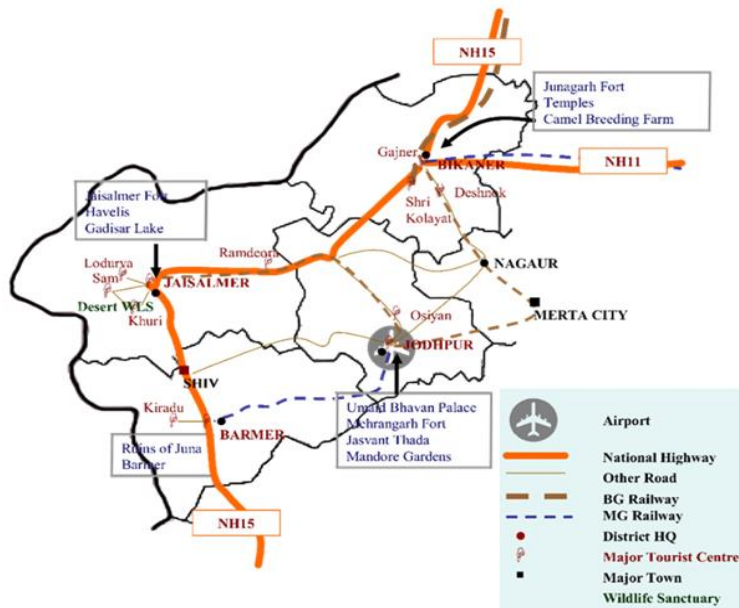 NH15
Junagarh Fort
Temples
Camel Breeding Farm
Gajner
BIKANER
NH11
Jaisalmer Fort
Havelis
Gadisar Lake
Shri
Kolayat
Deshnok
Ramdeora
NAGAUR
Lodurva
Sam
JAISALMER
Desert WLS
Khuri
Osiyan
MERTA CITY
JODHPUR
SHIV
Kiradu
BARMER
Umaid Bhavan Palace
Mehrangarh Fort
Jasvant Thada
Mandore Gardens
Ruins of Juna
Barmer
NH15
Airport
National Highway
Other Road
BG Railway
MG Railway
District HQ
Major Tourist Centre
Major Town
Wildlife Sanctuary